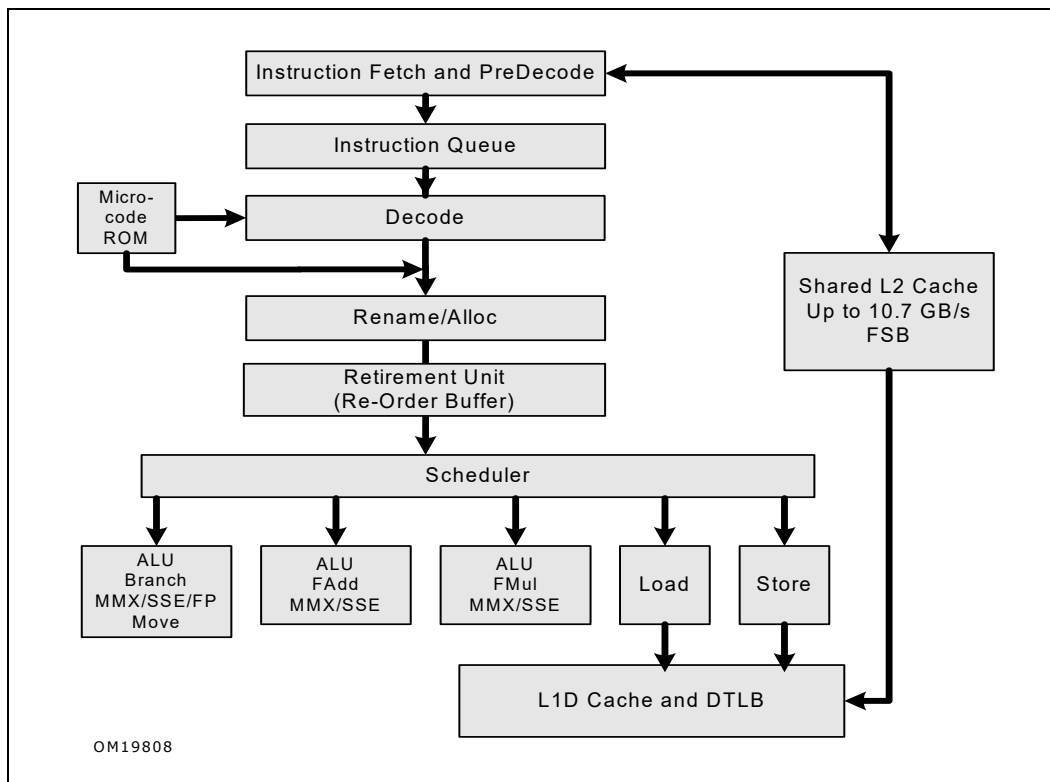 Instruction Fetch and PreDecode
Instruction Queue
Micro-
code
ROM
Decode
Shared L2 Cache
Up to 10.7 GB/s
FSB
Rename/Alloc
Retirement Unit
(Re-Order Buffer)
Scheduler
ALU
Branch
MMX/SSE/FP
Move
ALU
FAdd
MMX/SSE
ALU
FMul
MMX/SSE
Load
Store
L1D Cache and DTLB
OM19808